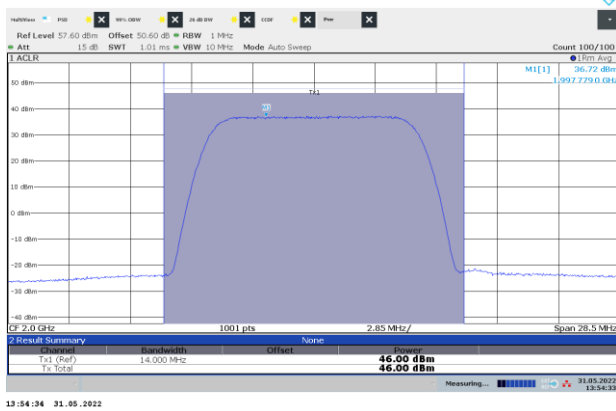 MultiView PSD X 99% OBW X 26 dB BW X CCDF X Pwr X
Ref Level 57.60 dBm Offset 50.60 dB RBW 1 MHz
Att 15 dB SWT 1.01 ms VBW 10 MHz Mode Auto Sweep Count 100/100
1 ACLR 1Rm Avg
M1[1] 36.72 dBm
1.997 779 0 GHz
50 dBm
Tx1
40 dBm
M1
30 dBm
20 dBm
10 dBm
0 dBm
-10 dBm
-20 dBm
-30 dBm
-40 dBm
CF 2.0 GHz 1001 pts 2.85 MHz/ Span 28.5 MHz
2 Result Summary None
Channel Bandwidth Offset Power
Tx1 (Ref) 14.000 MHz 46.00 dBm
Tx Total 46.00 dBm
Measuring... 31.05.2022
13:54:33
13:54:34 31.05.2022